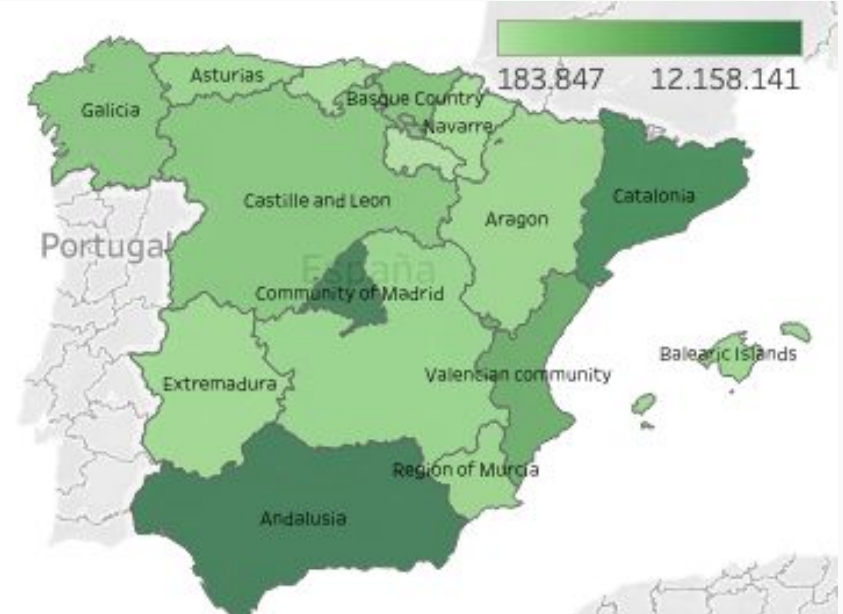 183.847 12.158.141
Asturias
Basque Country
Galicia
Navarre
Castille and Leon
Catalonia
Aragon
Portugal
España
Community of Madrid
Balearic Islands
Valencian community
Extremadura
Región of Murcia
Andalusia